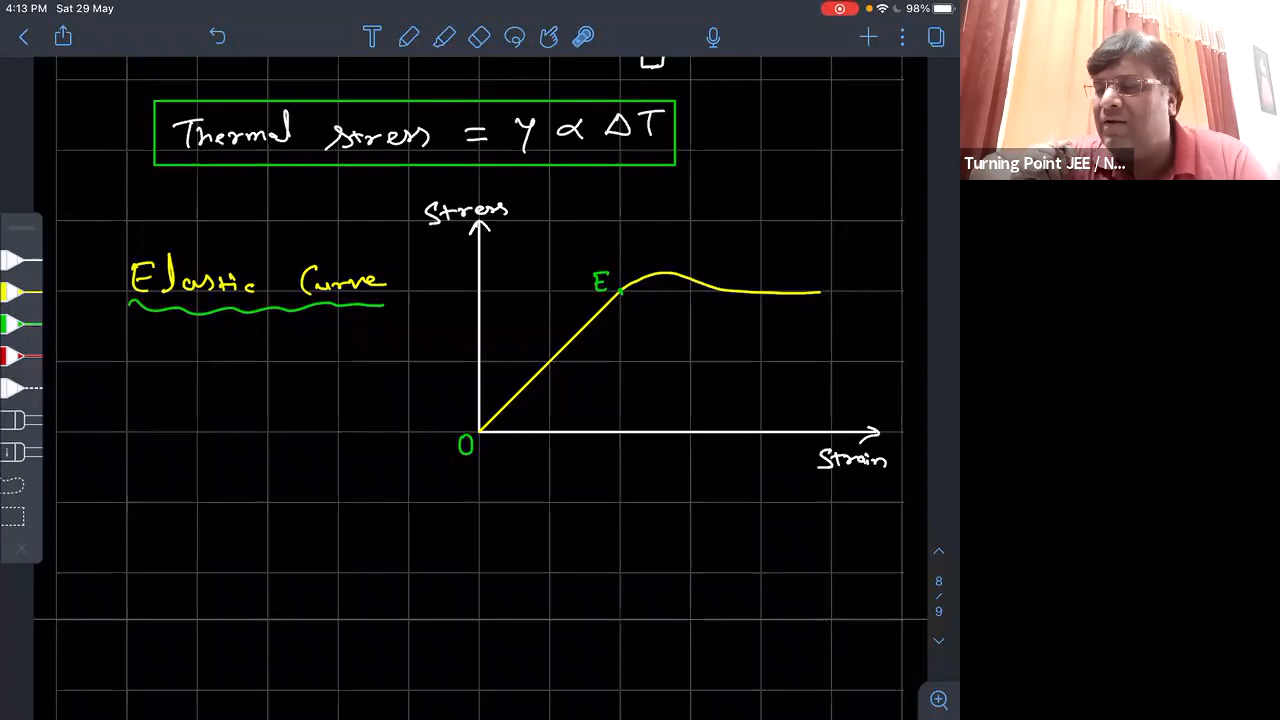 4:13 PM Sat 29 May
98%
T
Thermal stress = Y α ΔT
Stress
Elastic Curve
E
O
Strain
8
/
9
Turning Point JEE / N...